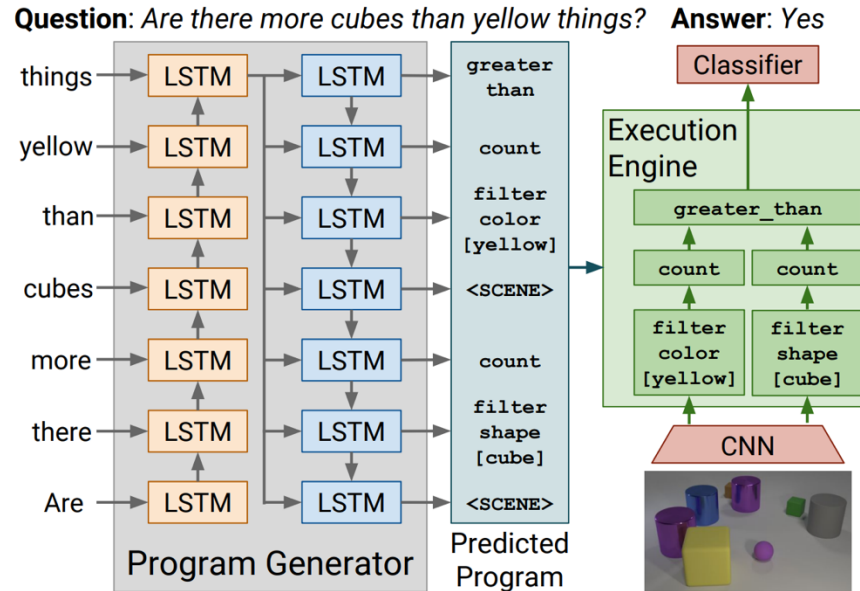 Question: Are there more cubes than yellow things? Answer: Yes
things
LSTM
LSTM
greater
than
yellow
LSTM
LSTM
count
than
LSTM
LSTM
filter
color
[yellow]
cubes
LSTM
LSTM
<SCENE>
more
LSTM
LSTM
count
there
LSTM
LSTM
filter
shape
[cube]
Are
LSTM
LSTM
<SCENE>
Program Generator
Predicted
Program
Classifier
Execution
Engine
greater_than
count
count
filter
color
[yellow]
filter
shape
[cube]
CNN